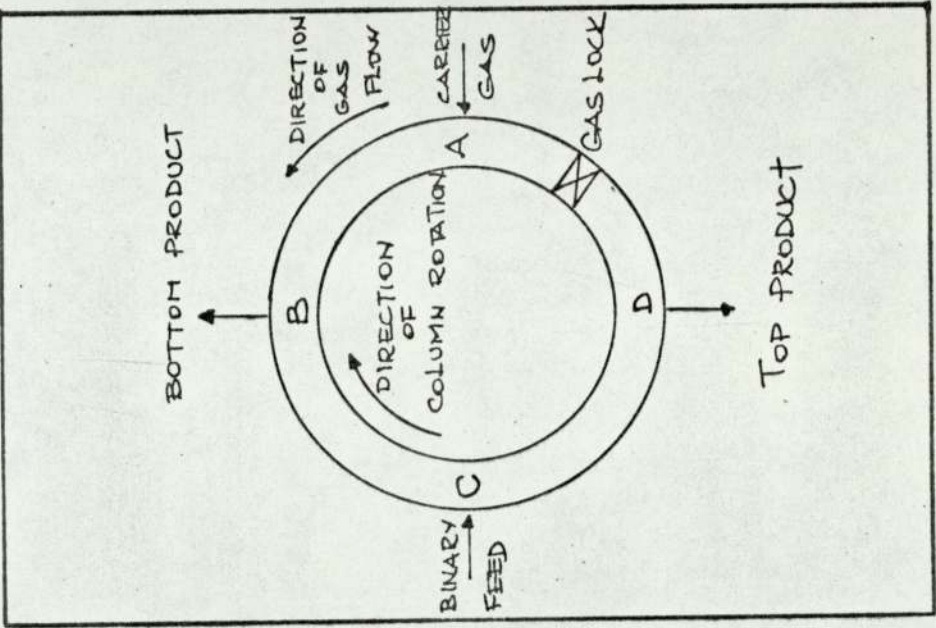 BOTTOM PRODUCT
DIRECTION
OF
GAS
FLOW
CARRIER
GAS
A
GAS LOCK
B
DIRECTION
OF
COLUMN ROTATION
D
C
BINARY
FEED
TOP PRODUCT